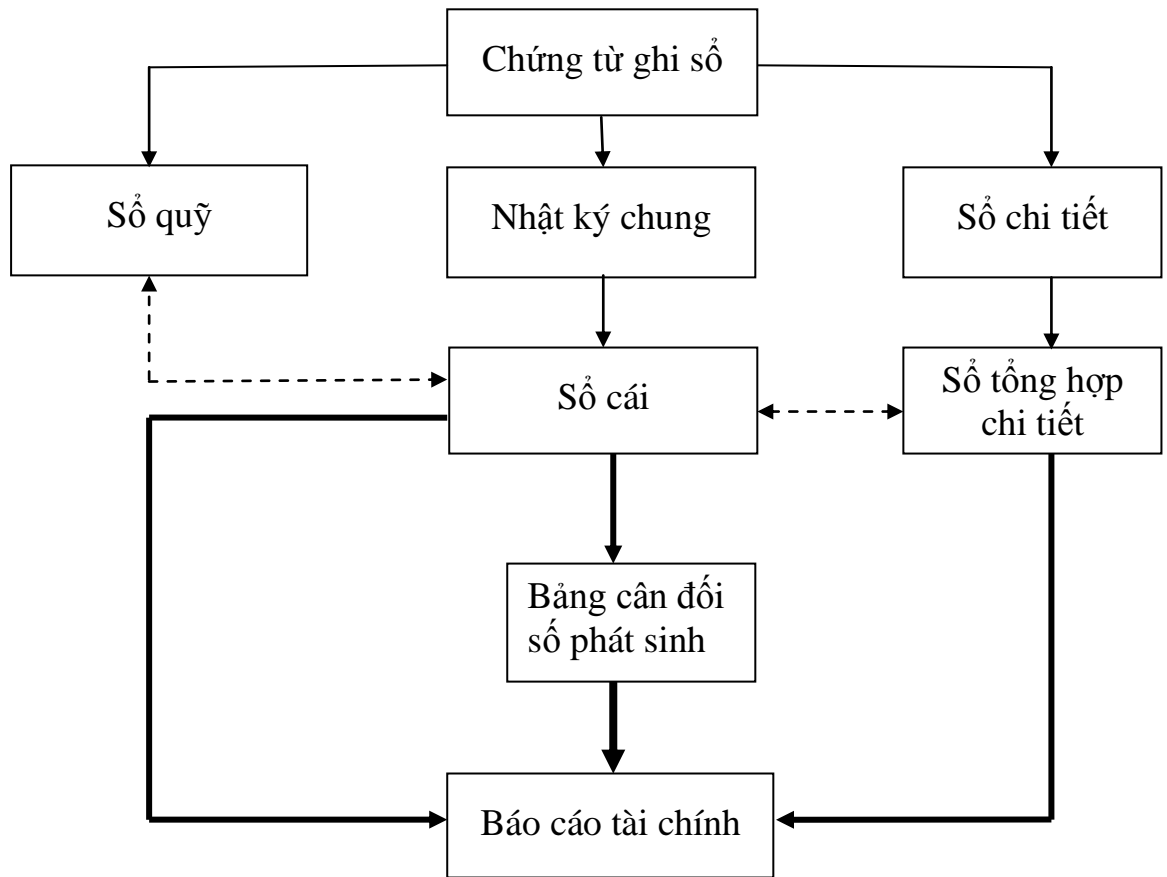 Chứng từ ghi sổ
Sổ quỹ
Nhật ký chung
Sổ chi tiết
Sổ cái
Sổ tổng hợp
chi tiết
Bảng cân đối
số phát sinh
Báo cáo tài chính